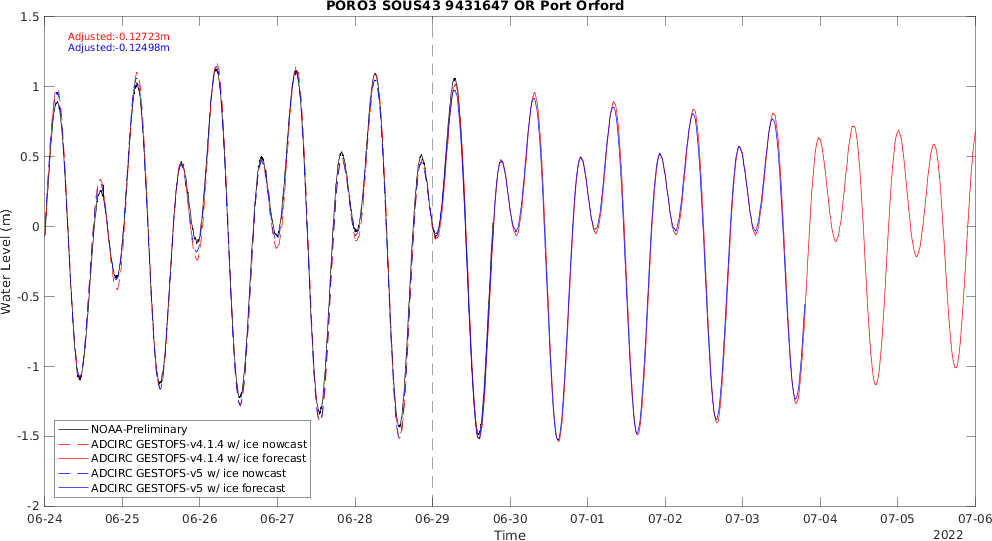 PORO3 SOUS43 9431647 OR Port Orford
Adjusted:-0.12723m
Adjusted:-0.12498m
1.5
1
0.5
0
-0.5
-1
-1.5
-2
Water Level (m)
NOAA-Preliminary
ADCIRC GESTOFS-v4.1.4 w/ ice nowcast
ADCIRC GESTOFS-v4.1.4 w/ ice forecast
ADCIRC GESTOFS-v5 w/ ice nowcast
ADCIRC GESTOFS-v5 w/ ice forecast
06-24 06-25 06-26 06-27 06-28 06-29 06-30 07-01 07-02 07-03 07-04 07-05 07-06
Time
2022